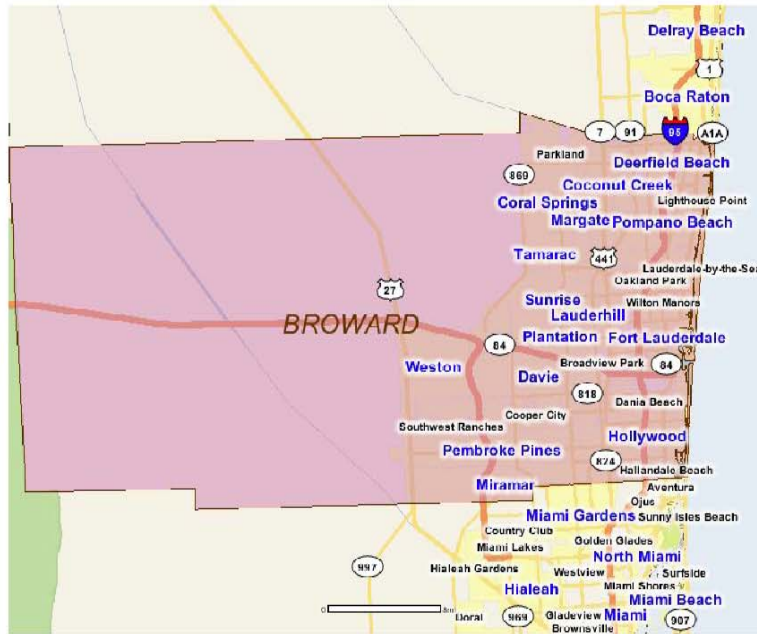 Delray Beach
1
Boca Raton
7
91
95
A1A
Parkland
Deerfield Beach
869
Coconut Creek
Coral Springs
Lighthouse Point
Margate
Pompano Beach
Tamarac
441
Lauderdale-by-the-Sea
Oakland Park
27
Sunrise
Wilton Manors
Lauderhill
BROWARD
Plantation
Fort Lauderdale
84
Broadview Park
84
Weston
Davie
818
Dania Beach
Cooper City
Southwest Ranches
Hollywood
Pembroke Pines
824
Hallandale Beach
Miramar
Aventura
Ojus
Miami Gardens
Sunny Isles Beach
Country Club
Golden Glades
Miami Lakes
North Miami
997
Hialeah Gardens
Westview
Surfside
Miami Shores
Hialeah
Miami Beach
0
8mi
Doral
969
Gladeview
Miami
907
Brownsville